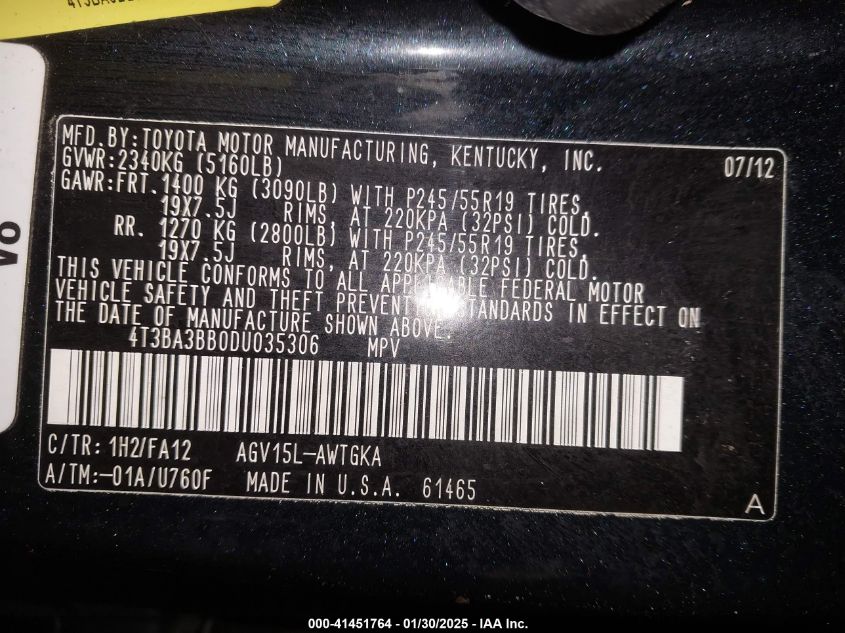 MFD.BY:TOYOTA MOTOR MANUFACTURING, KENTUCKY, INC. 07/12
GVWR:2340KG (5160LB)
GAWR:FRT.1400 KG (3090LB) WITH P245/55R19 TIRES,
19X7.5J RIMS, AT 220KPA (32PSI) COLD.
RR. 1270 KG (2800LB) WITH P245/55R19 TIRES,
19X7.5J RIMS, AT 220KPA (32PSI) COLD.
THIS VEHICLE CONFORMS TO ALL APPLICABLE FEDERAL MOTOR
VEHICLE SAFETY AND THEFT PREVENTION STANDARDS IN EFFECT ON
THE DATE OF MANUFACTURE SHOWN ABOVE.
4T3BA3BB0DU035306 MPV
C/TR: 1H2/FA12 AGV15L-AWTGKA
A/TM:-01A/U760F MADE IN U.S.A. 61465
A
000-41451764 - 01/30/2025 - IAA Inc.